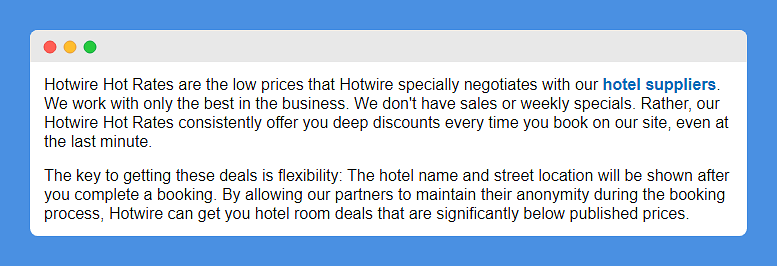 Hotwire Hot Rates are the low prices that Hotwire specially negotiates with our hotel suppliers.
We work with only the best in the business. We don't have sales or weekly specials. Rather, our
Hotwire Hot Rates consistently offer you deep discounts every time you book on our site, even at
the last minute.
The key to getting these deals is flexibility: The hotel name and street location will be shown after
you complete a booking. By allowing our partners to maintain their anonymity during the booking
process, Hotwire can get you hotel room deals that are significantly below published prices.